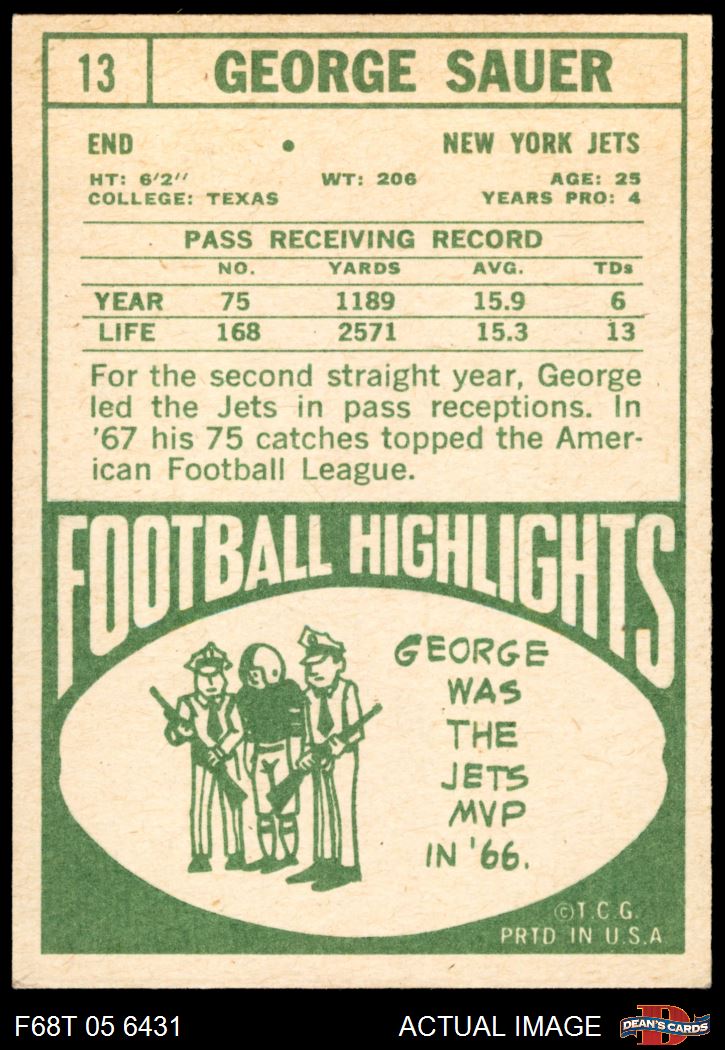 13 GEORGE SAUER
END • NEW YORK JETS
HT: 6'2'' WT: 206 AGE: 25
COLLEGE: TEXAS YEARS PRO: 4
PASS RECEIVING RECORD
NO. YARDS AVG. TDs
YEAR 75 1189 15.9 6
LIFE 168 2571 15.3 13
For the second straight year, George
led the Jets in pass receptions. In
'67 his 75 catches topped the Amer-
ican Football League.
FOOTBALL HIGHLIGHTS
GEORGE
WAS
THE
JETS
MVP
IN '66.
©T.C.G.
PRTD IN U.S.A
F68T 05 6431 ACTUAL IMAGE D DEAN'S CARDS